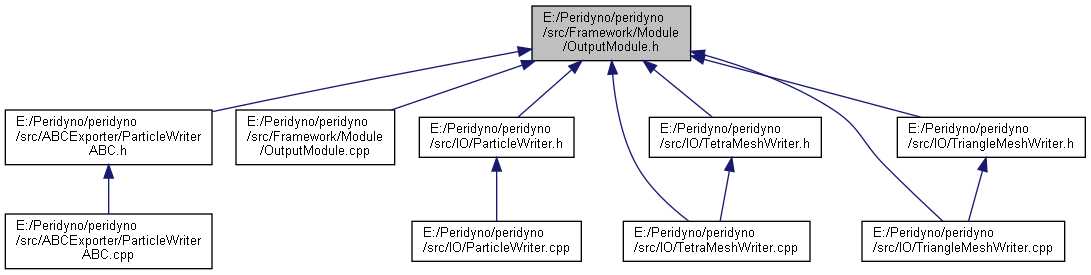 E:/Peridyno/peridyno
/src/Framework/Module
/OutputModule.h
E:/Peridyno/peridyno
/src/ABCExporter/ParticleWriter
ABC.h
E:/Peridyno/peridyno
/src/Framework/Module
/OutputModule.cpp
E:/Peridyno/peridyno
/src/IO/ParticleWriter.h
E:/Peridyno/peridyno
/src/IO/TetraMeshWriter.h
E:/Peridyno/peridyno
/src/IO/TriangleMeshWriter.h
E:/Peridyno/peridyno
/src/ABCExporter/ParticleWriter
ABC.cpp
E:/Peridyno/peridyno
/src/IO/ParticleWriter.cpp
E:/Peridyno/peridyno
/src/IO/TetraMeshWriter.cpp
E:/Peridyno/peridyno
/src/IO/TriangleMeshWriter.cpp